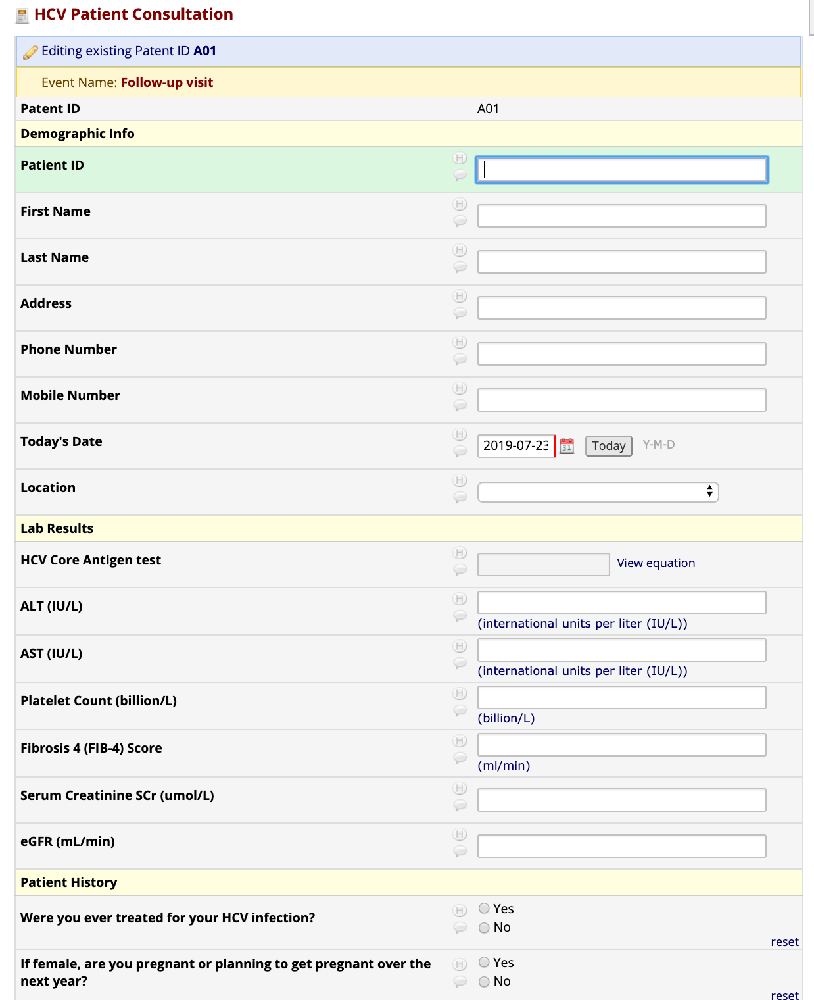 HCV Patient Consultation
Editing existing Patent ID A01
Event Name: Follow-up visit
Patent ID A01
Demographic Info
Patient ID H
First Name H
Last Name H
Address H
Phone Number H
Mobile Number H
Today's Date H 2019-07-23 31 Today Y-M-D
Location H
Lab Results
HCV Core Antigen test H View equation
ALT (IU/L) H
(international units per liter (IU/L))
AST (IU/L) H
(international units per liter (IU/L))
Platelet Count (billion/L) H
(billion/L)
Fibrosis 4 (FIB-4) Score H
(ml/min)
Serum Creatinine SCr (umol/L) H
eGFR (mL/min) H
Patient History
Were you ever treated for your HCV infection? H Yes
No
reset
If female, are you pregnant or planning to get pregnant over the H Yes
next year? No
reset